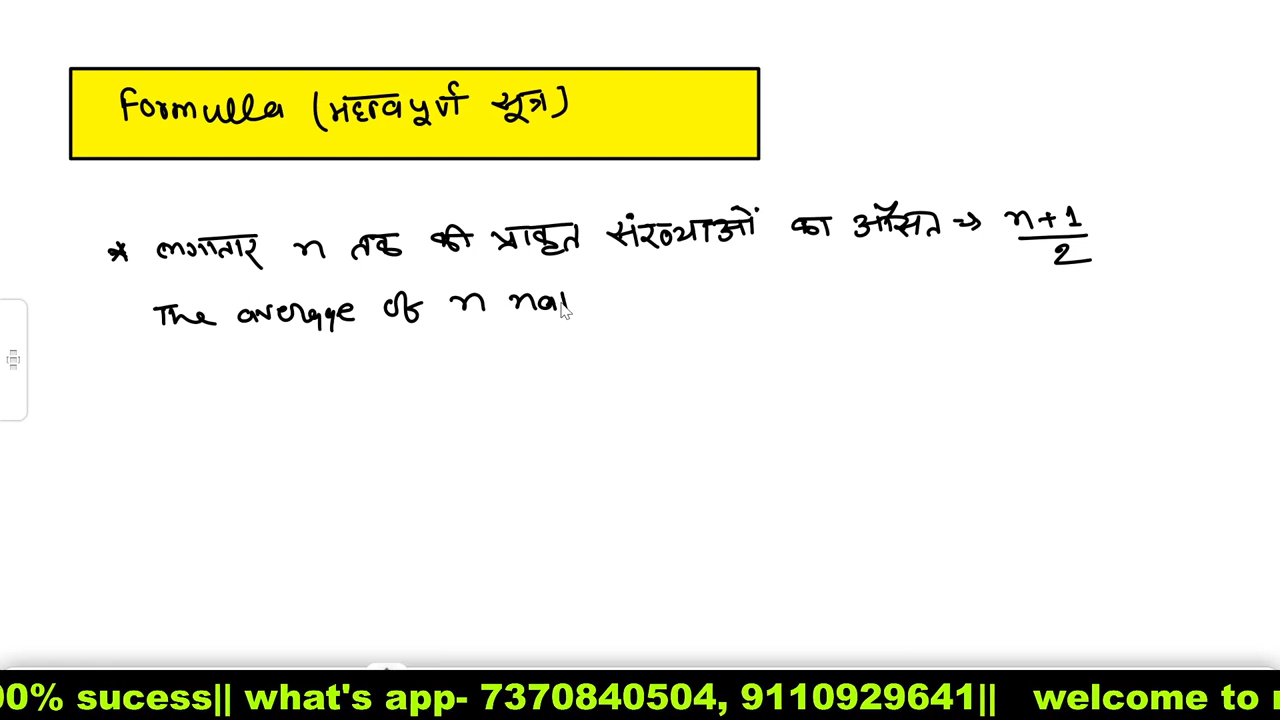 Formulla (महत्वपूर्ण सूत्र)
* लगातार n तक की प्राकृत संख्याओं का औसत → n+1/2
The average of n nat
00% sucess|| what's app- 7370840504, 9110929641|| welcome to